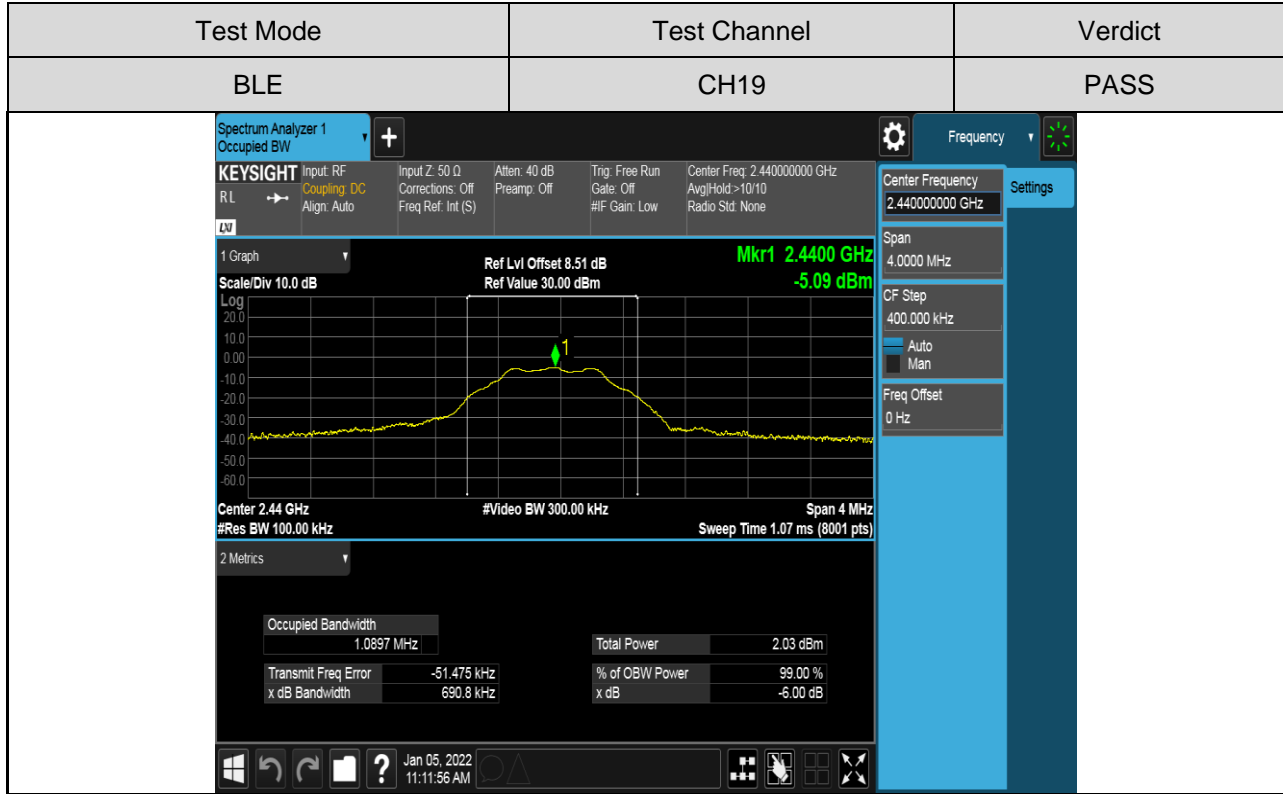 Test Mode Test Channel Verdict
BLE CH19 PASS
Spectrum Analyzer 1
Occupied BW
+
Frequency
KEYSIGHT
R L
LXI
Input: RF
Coupling: DC
Align: Auto
Input Z: 50 Ω
Corrections: Off
Freq Ref: Int (S)
Atten: 40 dB
Preamp: Off
Trig: Free Run
Gate: Off
#IF Gain: Low
Center Freq: 2.440000000 GHz
Avg|Hold:>10/10
Radio Std: None
1 Graph
Scale/Div 10.0 dB
Ref Lvl Offset 8.51 dB
Ref Value 30.00 dBm
Mkr1 2.4400 GHz
-5.09 dBm
Log
20.0
10.0
0.00
-10.0
-20.0
-30.0
-40.0
-50.0
-60.0
1
Center 2.44 GHz #Video BW 300.00 kHz Span 4 MHz
#Res BW 100.00 kHz Sweep Time 1.07 ms (8001 pts)
2 Metrics
Occupied Bandwidth
1.0897 MHz
Total Power 2.03 dBm
Transmit Freq Error -51.475 kHz
% of OBW Power 99.00 %
x dB Bandwidth 690.8 kHz
x dB -6.00 dB
?
Jan 05, 2022
11:11:56 AM
Center Frequency
2.440000000 GHz
Settings
Span
4.0000 MHz
CF Step
400.000 kHz
Auto
Man
Freq Offset
0 Hz